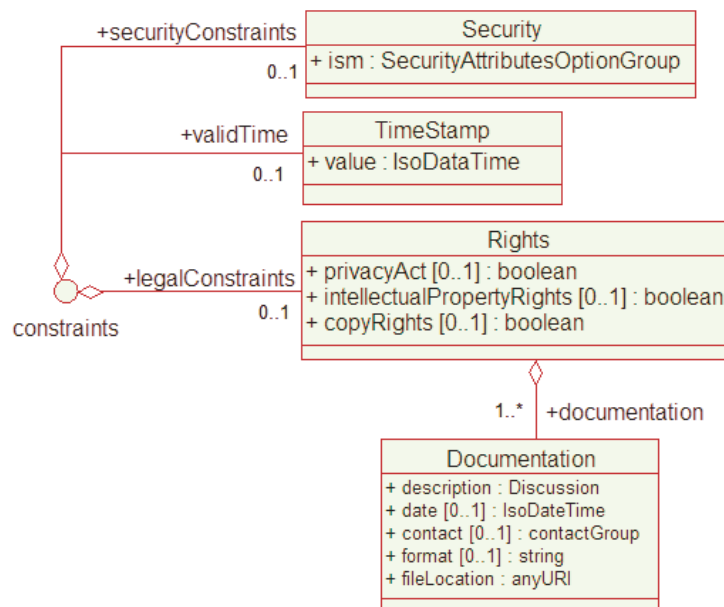 +securityConstraints
0..1
Security
+ ism : SecurityAttributesOptionGroup
+validTime
0..1
TimeStamp
+ value : IsoDataTime
+legalConstraints
0..1
constraints
Rights
+ privacyAct [0..1] : boolean
+ intellectualPropertyRights [0..1] : boolean
+ copyRights [0..1] : boolean
1..*
+documentation
Documentation
+ description : Discussion
+ date [0..1] : IsoDateTime
+ contact [0..1] : contactGroup
+ format [0..1] : string
+ fileLocation : anyURI